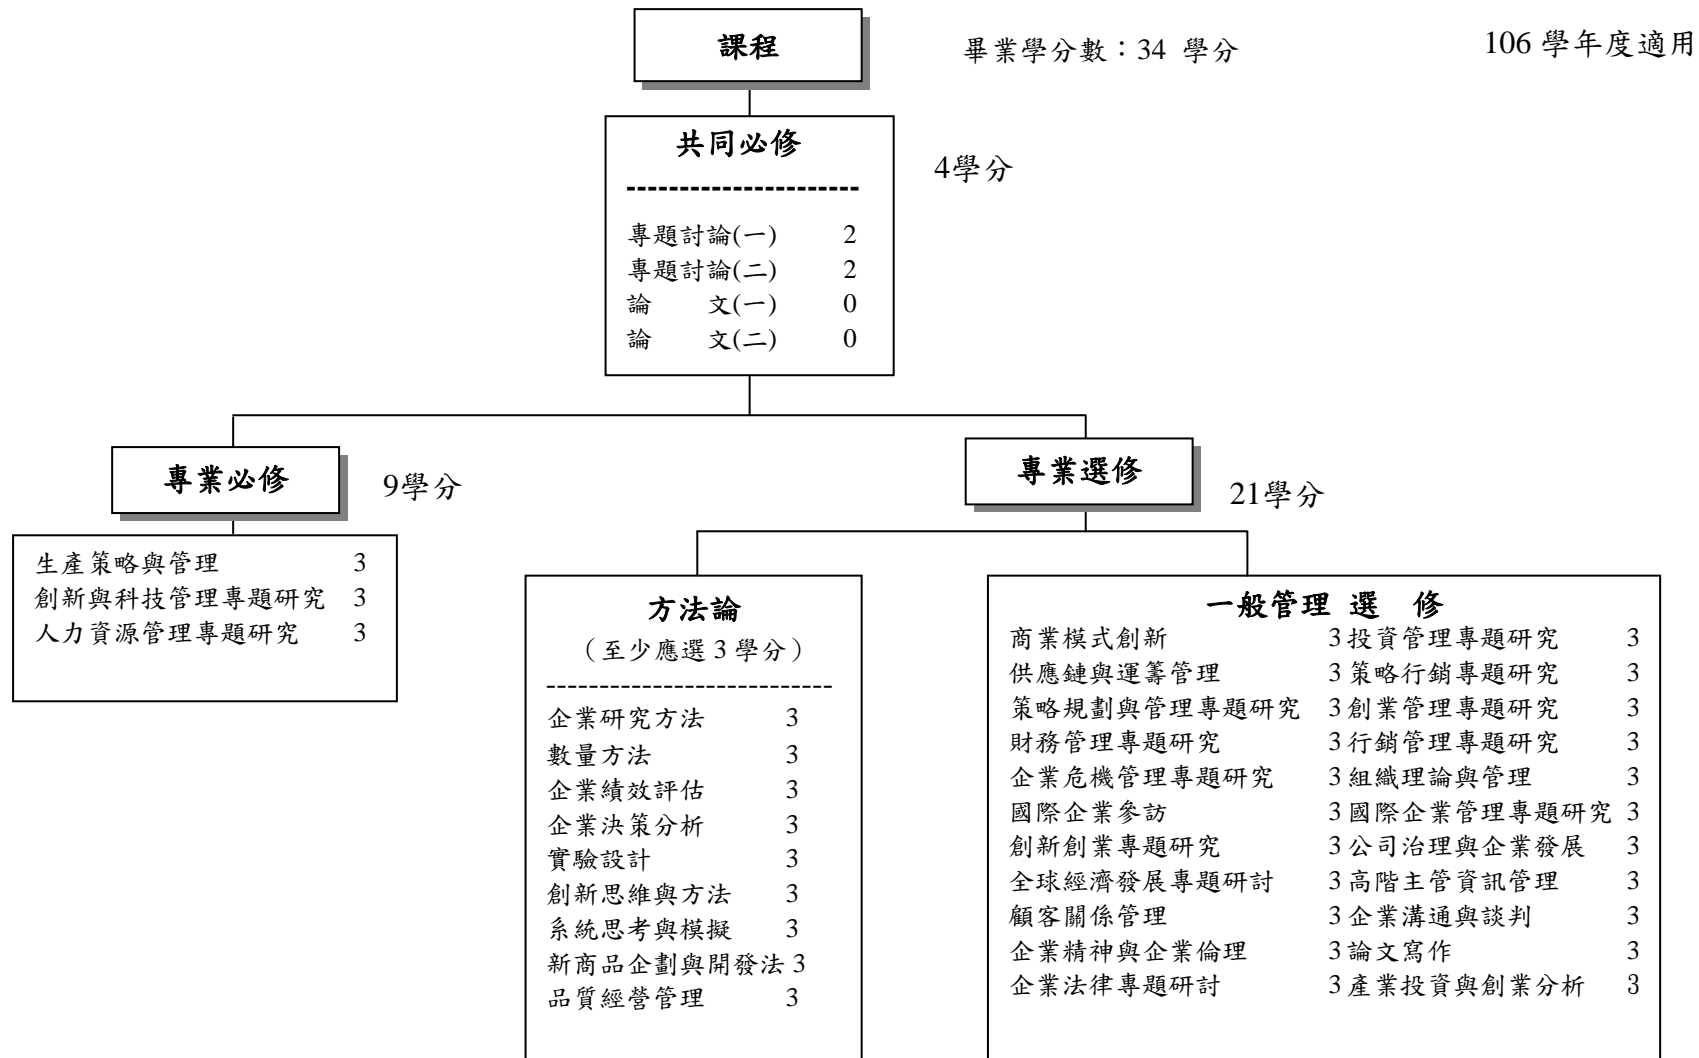 課程
畢業學分數：34 學分
106 學年度適用
共同必修
4學分
----------------------
專題討論(一) 2
專題討論(二) 2
論 文(一) 0
論 文(二) 0
專業必修
9學分
生產策略與管理 3
創新與科技管理專題研究 3
人力資源管理專題研究 3
專業選修
21學分
方法論
（至少應選 3 學分）
---------------------------
企業研究方法 3
數量方法 3
企業績效評估 3
企業決策分析 3
實驗設計 3
創新思維與方法 3
系統思考與模擬 3
新商品企劃與開發法 3
品質經營管理 3
一般管理 選 修
商業模式創新 3 投資管理專題研究 3
供應鏈與運籌管理 3 策略行銷專題研究 3
策略規劃與管理專題研究 3 創業管理專題研究 3
財務管理專題研究 3 行銷管理專題研究 3
企業危機管理專題研究 3 組織理論與管理 3
國際企業參訪 3 國際企業管理專題研究 3
創新創業專題研究 3 公司治理與企業發展 3
全球經濟發展專題研討 3 高階主管資訊管理 3
顧客關係管理 3 企業溝通與談判 3
企業精神與企業倫理 3 論文寫作 3
企業法律專題研討 3 產業投資與創業分析 3